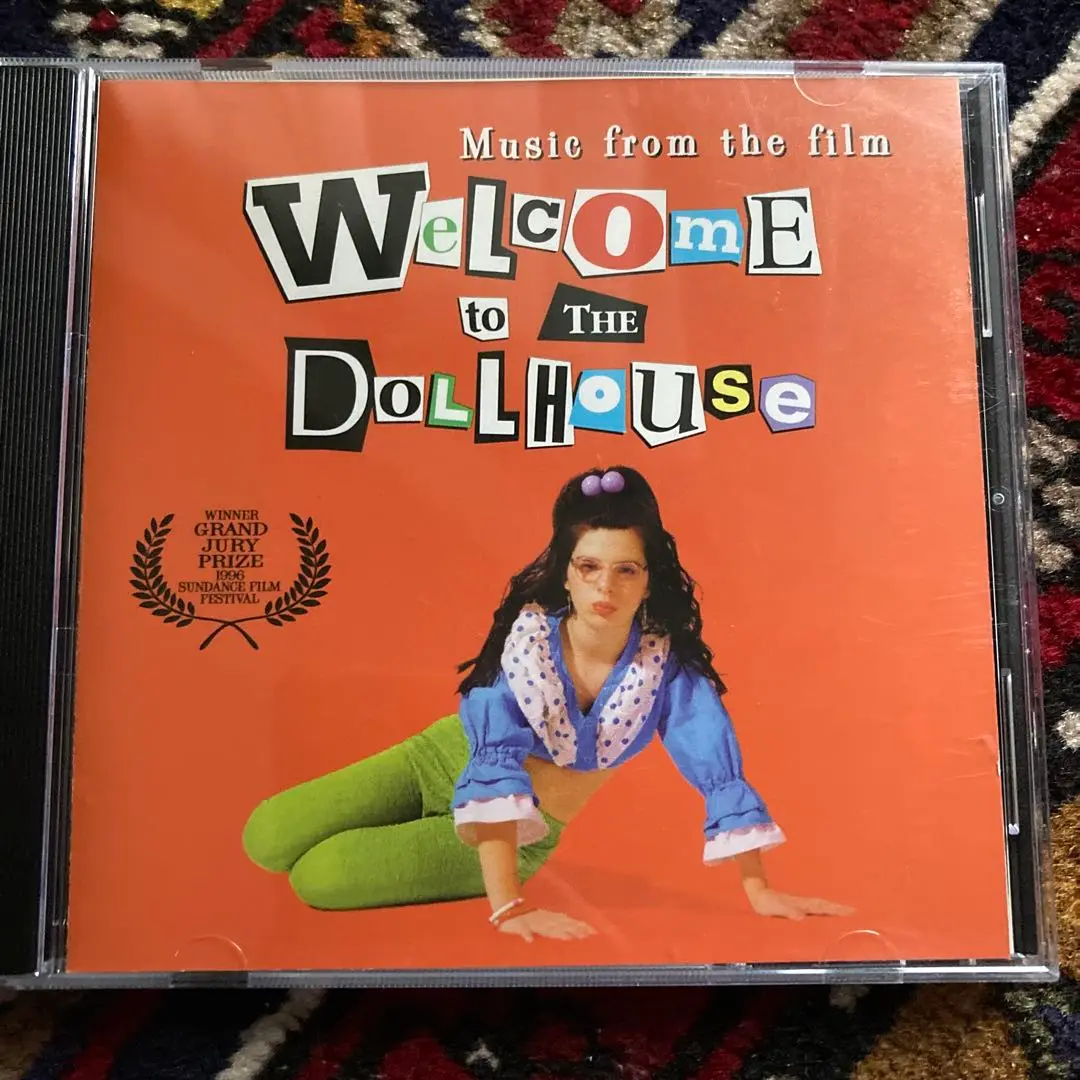 Music from the film
WeLcOmE
to THE
DOLLHOUSe
WINNER
GRAND
JURY
PRIZE
1996
SUNDANCE FILM
FESTIVAL